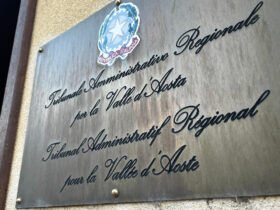 Tribunale Amministrativo Regionale
per la Valle d'Aosta
Tribunal Administratif Régional
pour la Vallée d'Aoste